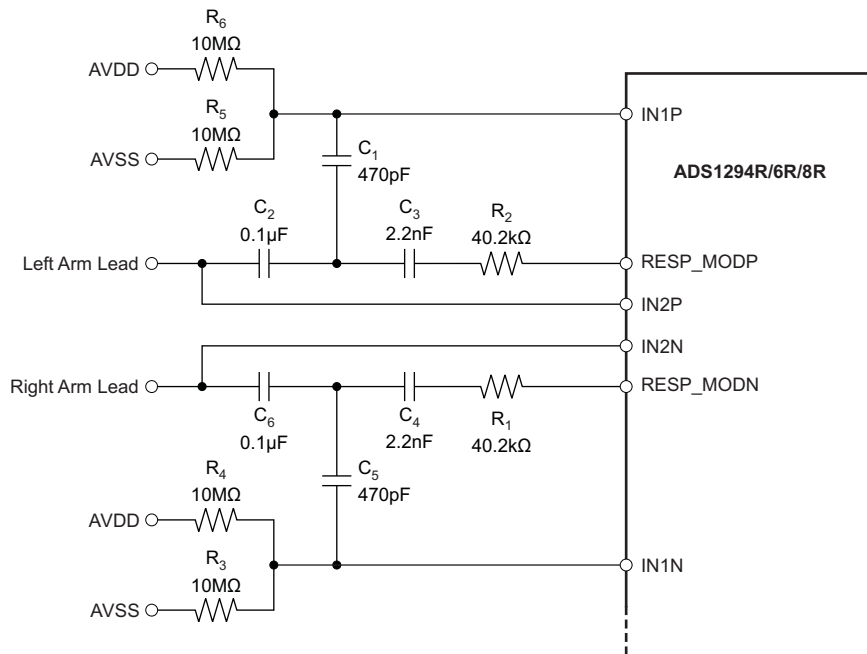 R6
10MΩ
AVDD
R5
10MΩ
AVSS
IN1P
C1
470pF
ADS1294R/6R/8R
C2
0.1µF
C3
2.2nF
R2
40.2kΩ
Left Arm Lead
RESP_MODP
IN2P
IN2N
Right Arm Lead
RESP_MODN
C6
0.1µF
C4
2.2nF
R1
40.2kΩ
C5
470pF
R4
10MΩ
AVDD
R3
10MΩ
AVSS
IN1N